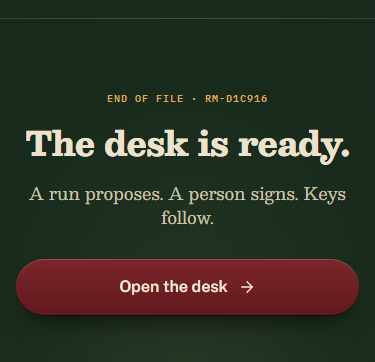 END OF FILE · RM-D1C916
The desk is ready.
A run proposes. A person signs. Keys
follow.
Open the desk →